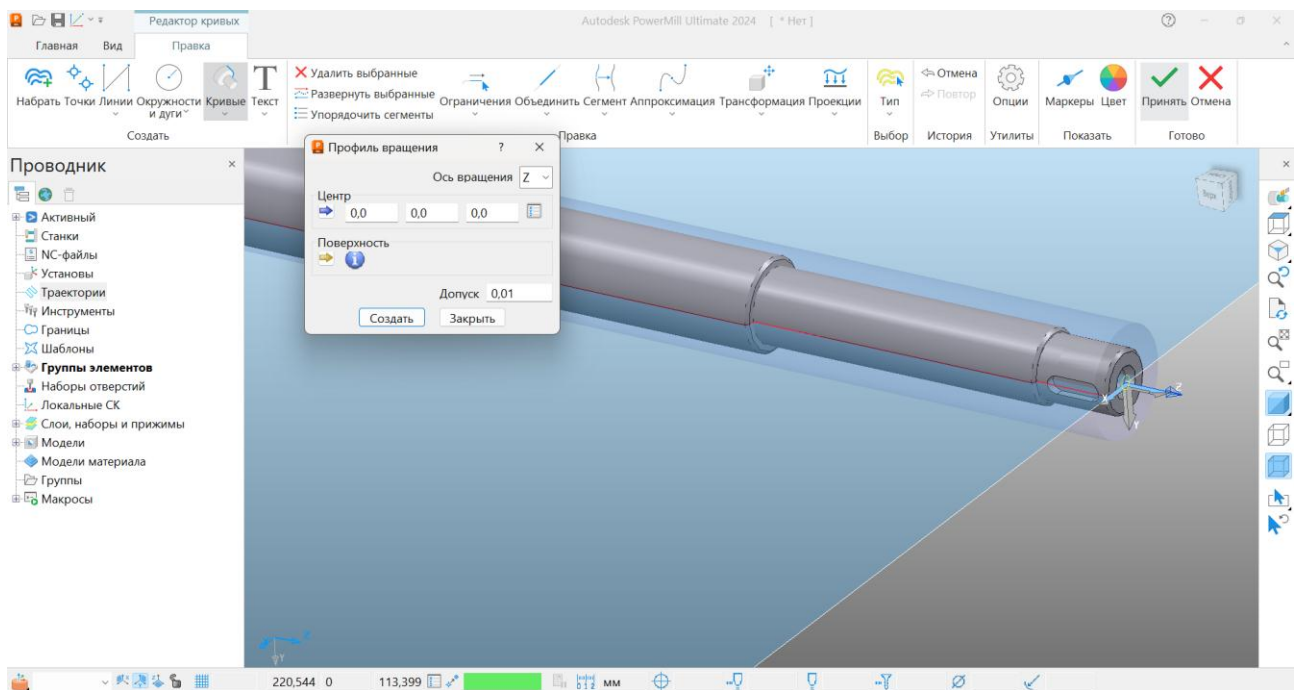 Редактор кривых
Autodesk PowerMill Ultimate 2024 [ * Нет ]
Главная Вид Правка
Набрать Точки Линии Окружности и дуги Кривые Текст
Создать
Удалить выбранные
Развернуть выбранные
Упорядочить сегменты
Ограничения Объединить Сегмент Аппроксимация Трансформация Проекции
Правка
Тип
Выбор
Отмена
Повтор
История
Опции
Утилиты
Маркеры Цвет
Показать
Принять Отмена
Готово
Проводник
Активный
Станки
NC-файлы
Установы
Траектории
Инструменты
Границы
Шаблоны
Группы элементов
Наборы отверстий
Локальные СК
Слои, наборы и прижимы
Модели
Модели материала
Группы
Макросы
Профиль вращения ? ×
Ось вращения Z
Центр
0,0 0,0 0,0
Поверхность
Допуск 0,01
Создать Закрыть
Верх
X Y Z
Y
220,544 0 113,399
мм